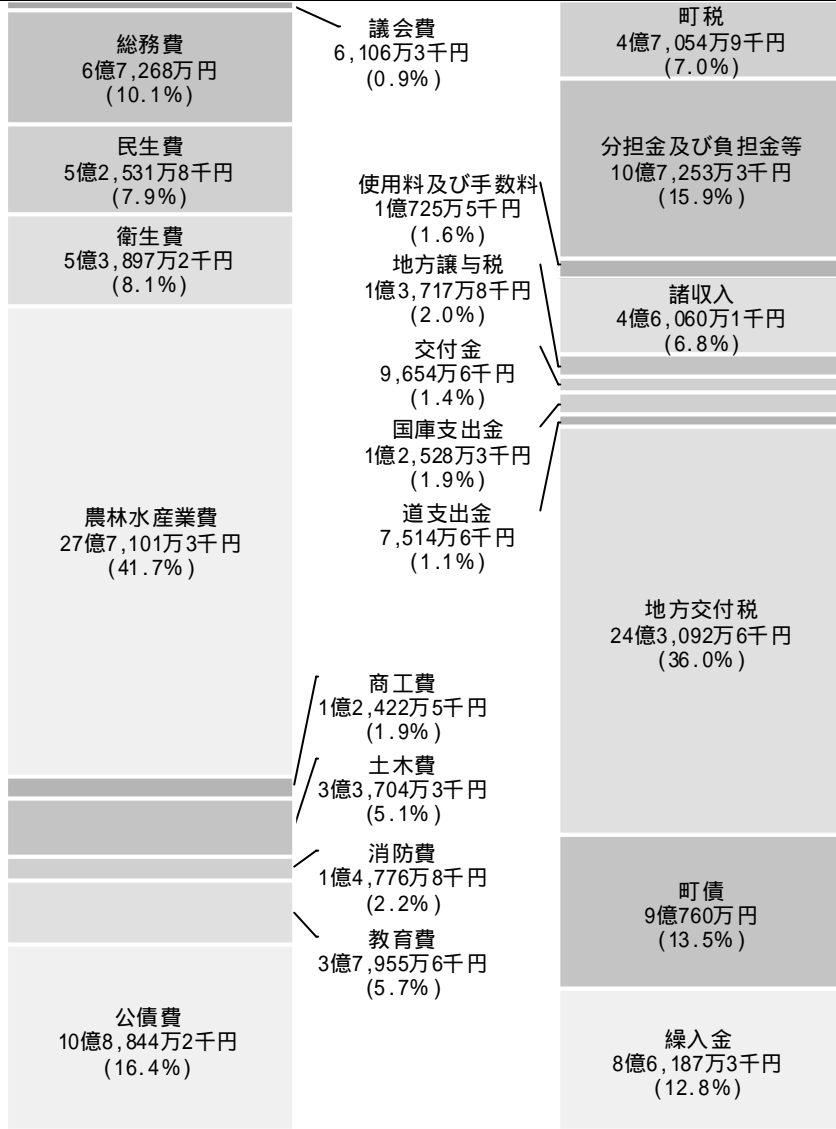 議会費
6,106万3千円
(0.9%)
総務費
6億7,268万円
(10.1%)
民生費
5億2,531万8千円
(7.9%)
衛生費
5億3,897万2千円
(8.1%)
農林水産業費
27億7,101万3千円
(41.7%)
商工費
1億2,422万5千円
(1.9%)
土木費
3億3,704万3千円
(5.1%)
消防費
1億4,776万8千円
(2.2%)
教育費
3億7,955万6千円
(5.7%)
公債費
10億8,844万2千円
(16.4%)
町税
4億7,054万9千円
(7.0%)
分担金及び負担金等
10億7,253万3千円
(15.9%)
使用料及び手数料
1億725万5千円
(1.6%)
諸収入
4億6,060万1千円
(6.8%)
地方譲与税
1億3,717万8千円
(2.0%)
交付金
9,654万6千円
(1.4%)
国庫支出金
1億2,528万3千円
(1.9%)
道支出金
7,514万6千円
(1.1%)
地方交付税
24億3,092万6千円
(36.0%)
町債
9億760万円
(13.5%)
繰入金
8億6,187万3千円
(12.8%)